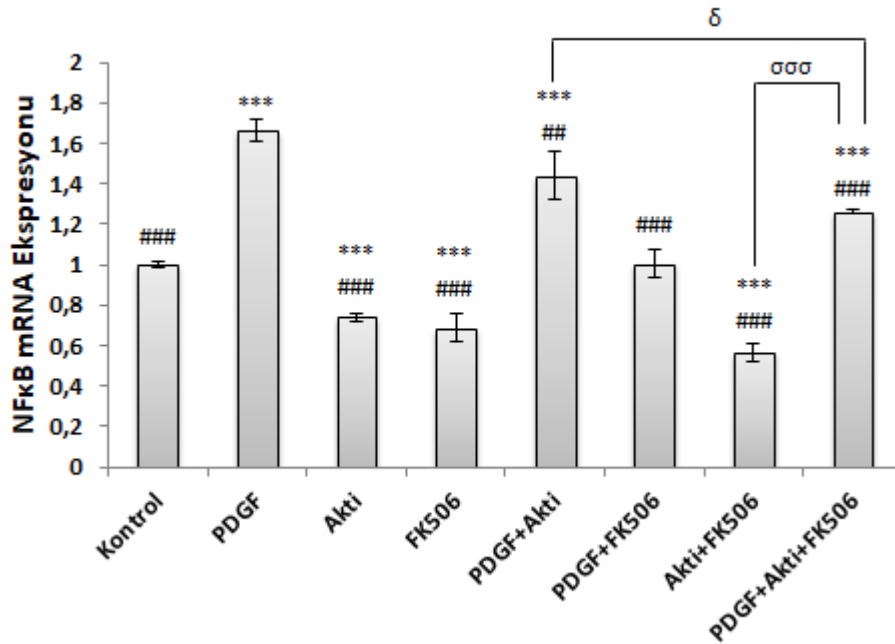 δ
σσσ
2
1,8
1,6
1,4
1,2
1
0,8
0,6
0,4
0,2
0
NFκB mRNA Ekspresyonu
###
***
***
###
***
###
***
##
###
***
###
***
###
Kontrol
PDGF
Akti
FK506
PDGF+Akti
PDGF+FK506
Akti+FK506
PDGF+Akti+FK506